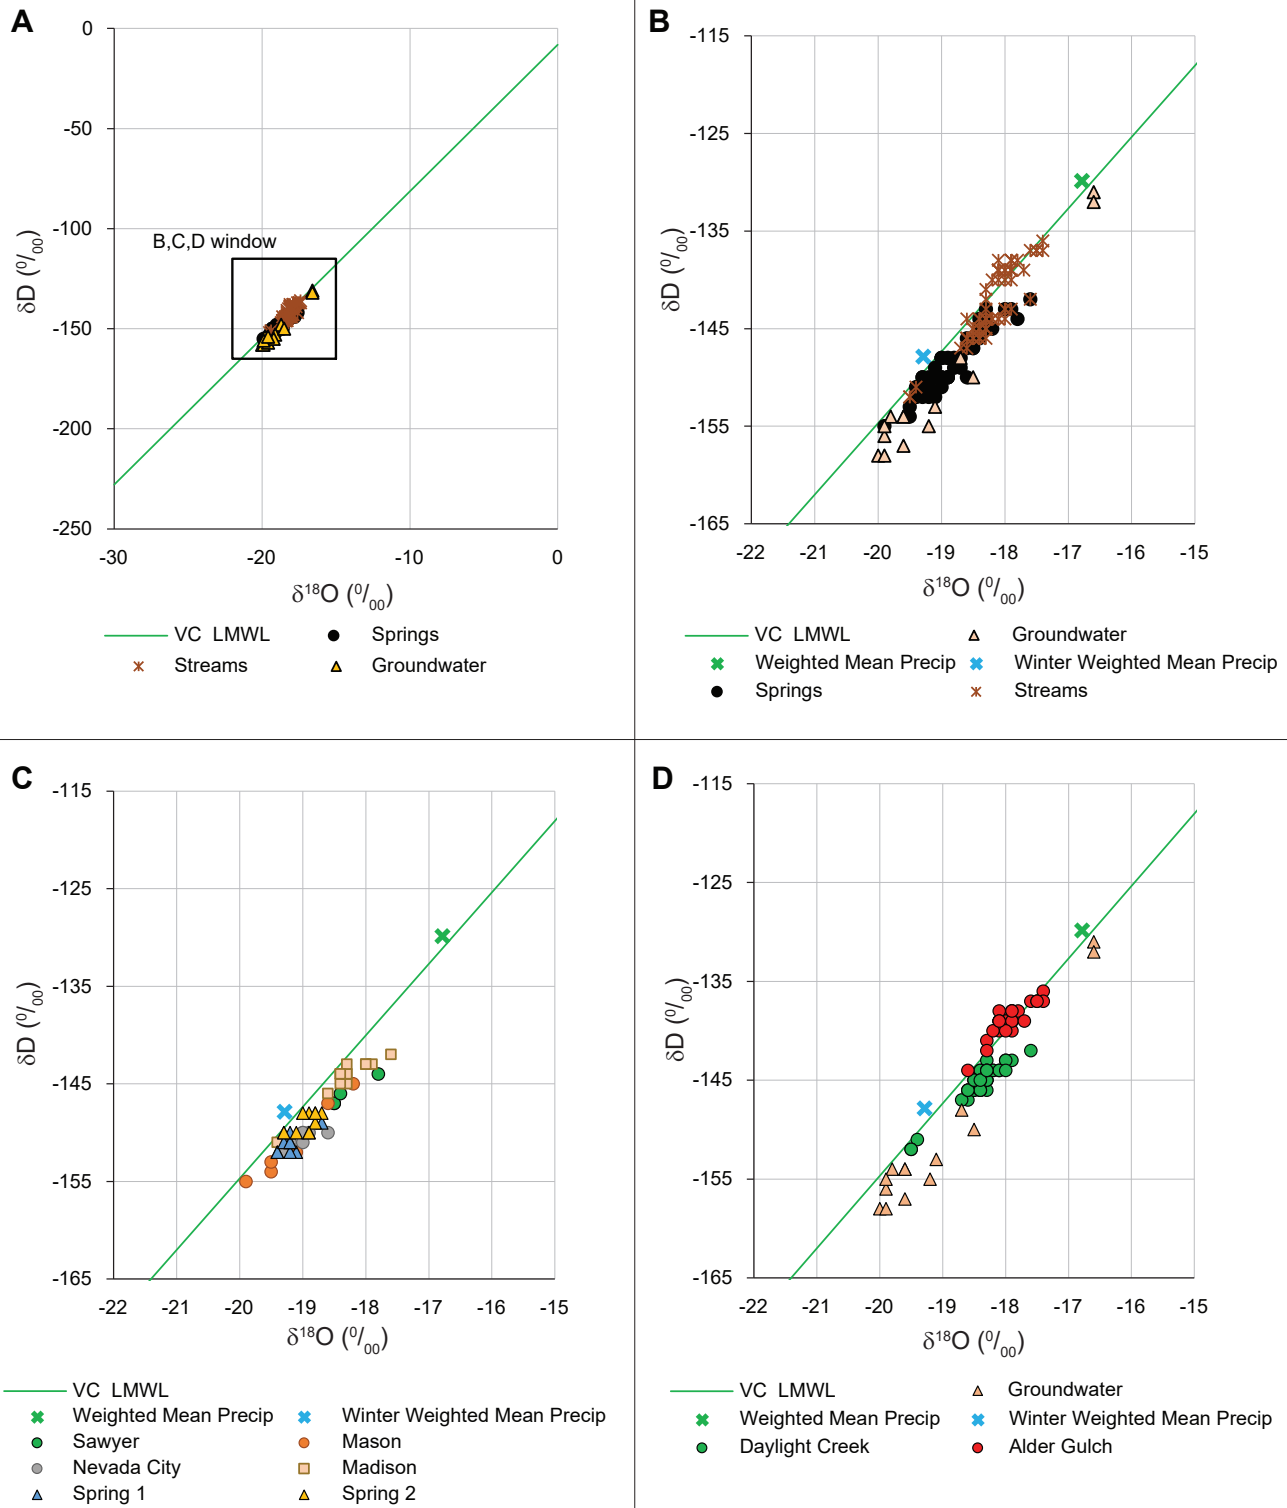 A
0
-50
-100
-150
-200
-250
δD (⁰/₀₀)
B,C,D window
-30 -20 -10 0
δ¹⁸O (⁰/₀₀)
VC LMWL Springs
Streams Groundwater
B
-115
-125
-135
-145
-155
-165
δD (⁰/₀₀)
-22 -21 -20 -19 -18 -17 -16 -15
δ¹⁸O (⁰/₀₀)
VC LMWL Groundwater
Weighted Mean Precip Winter Weighted Mean Precip
Springs Streams
C
-115
-125
-135
-145
-155
-165
δD (⁰/₀₀)
-22 -21 -20 -19 -18 -17 -16 -15
δ¹⁸O (⁰/₀₀)
VC LMWL
Weighted Mean Precip Winter Weighted Mean Precip
Sawyer Mason
Nevada City Madison
Spring 1 Spring 2
D
-115
-125
-135
-145
-155
-165
δD (⁰/₀₀)
-22 -21 -20 -19 -18 -17 -16 -15
δ¹⁸O (⁰/₀₀)
VC LMWL Groundwater
Weighted Mean Precip Winter Weighted Mean Precip
Daylight Creek Alder Gulch